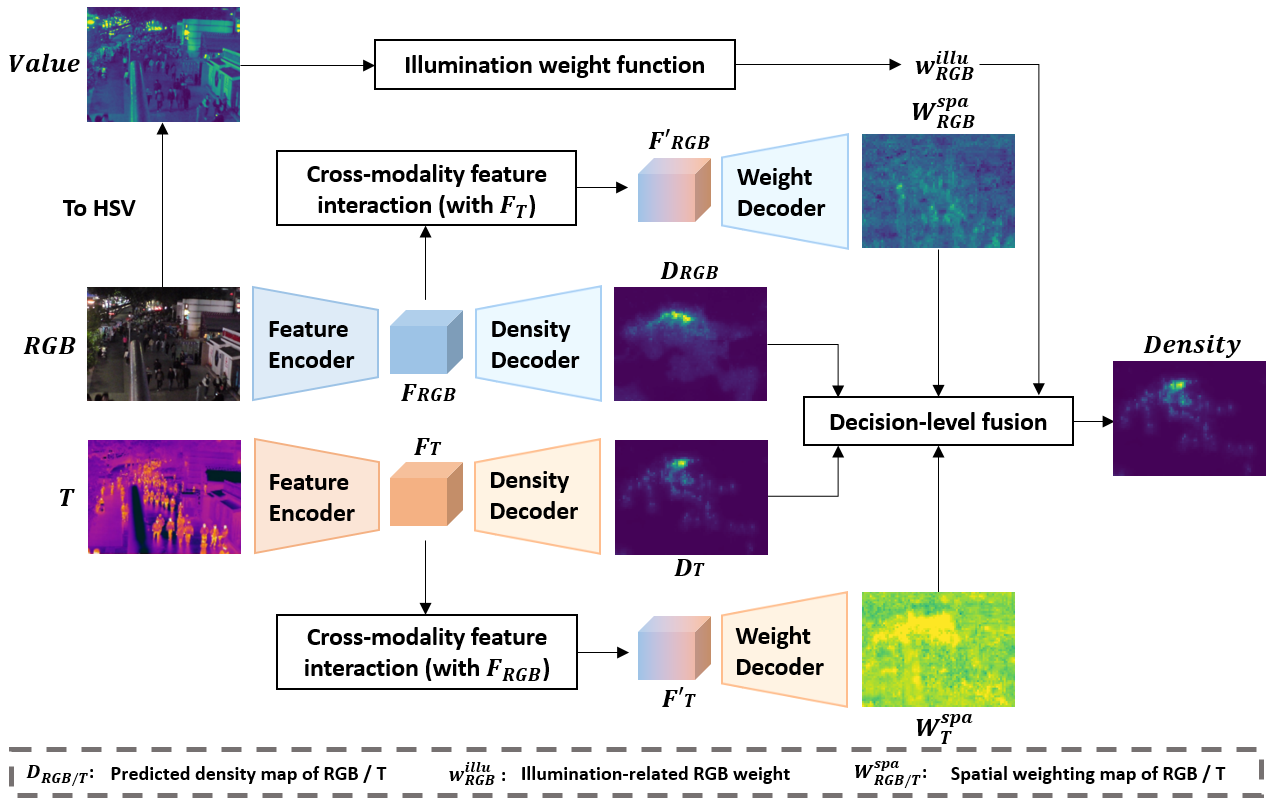 Value
Illumination weight function
w_{RGB}^{illu}
W_{RGB}^{spa}
F'_{RGB}
Cross-modality feature
interaction (with F_T)
Weight
Decoder
To HSV
D_{RGB}
RGB
Feature
Encoder
F_{RGB}
Density
Decoder
Density
Decision-level fusion
T
Feature
Encoder
F_T
Density
Decoder
D_T
Cross-modality feature
interaction (with F_{RGB})
F'_T
Weight
Decoder
W_T^{spa}
D_{RGB/T}: Predicted density map of RGB / T w_{RGB}^{illu}: Illumination-related RGB weight W_{RGB/T}^{spa}: Spatial weighting map of RGB / T